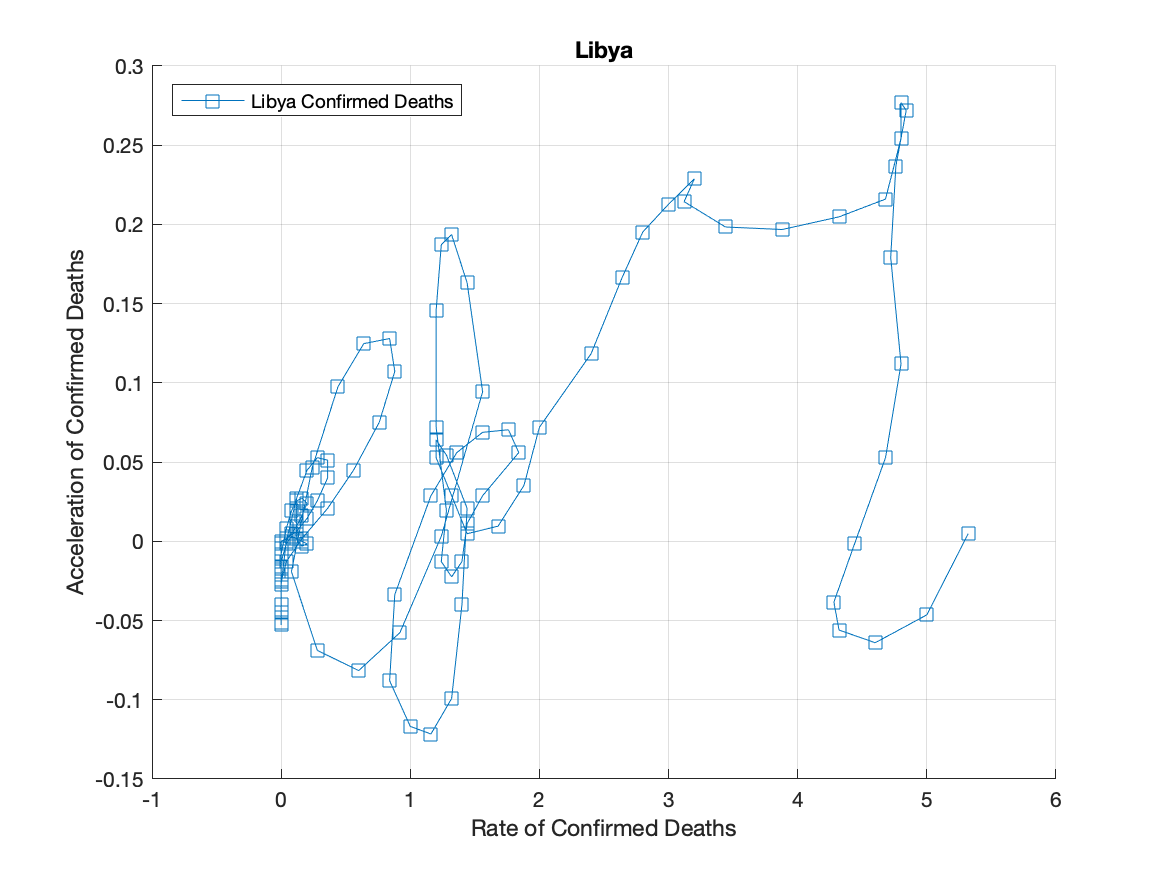 Libya
0.3
Libya Confirmed Deaths
0.25
0.2
0.15
0.1
0.05
0
-0.05
-0.1
-0.15
Acceleration of Confirmed Deaths
-1 0 1 2 3 4 5 6
Rate of Confirmed Deaths